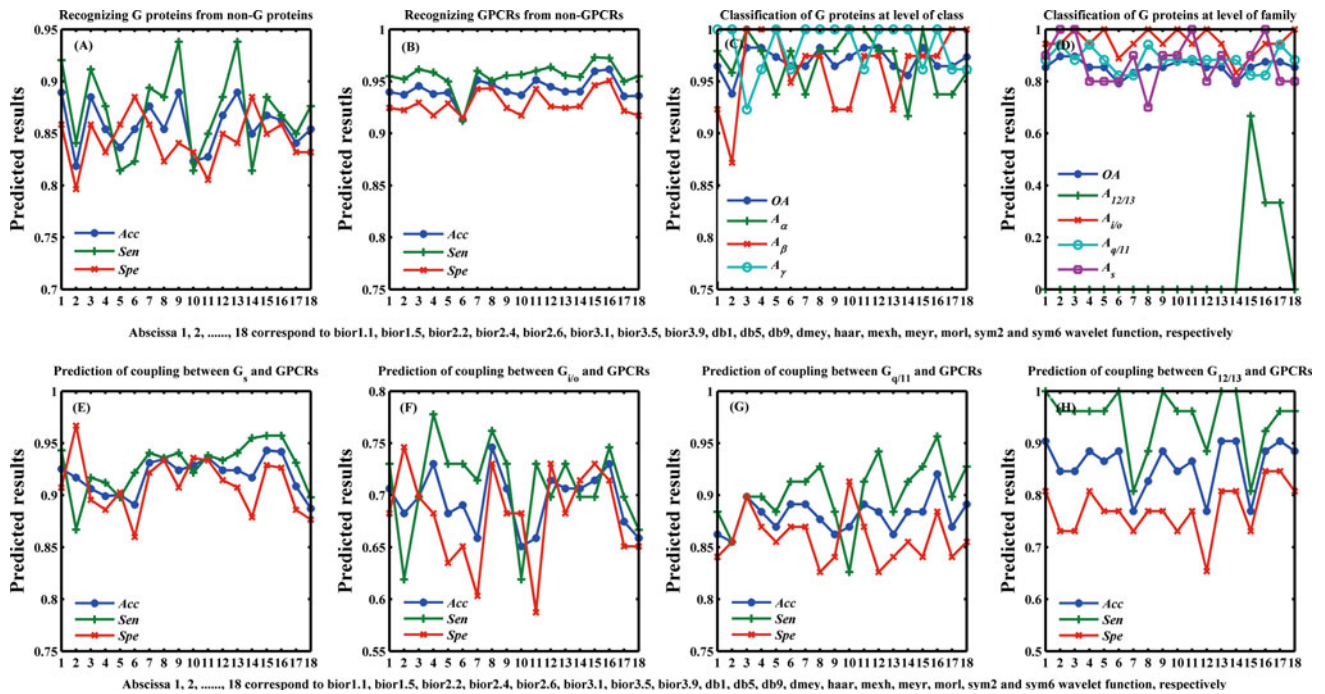 Recognizing G proteins from non-G proteins
Recognizing GPCRs from non-GPCRs
Classification of G proteins at level of class
Classification of G proteins at level of family
(A)
Predicted results
0.95
0.9
0.85
0.8
0.75
0.7
Acc
Sen
Spe
1 2 3 4 5 6 7 8 9 10 11 12 13 14 15 16 17 18
(B)
Predicted results
1
0.95
0.9
0.85
0.8
0.75
Acc
Sen
Spe
1 2 3 4 5 6 7 8 9 10 11 12 13 14 15 16 17 18
(C)
Predicted results
1
0.95
0.9
0.85
0.8
0.75
OA
A_α
A_β
A_γ
1 2 3 4 5 6 7 8 9 10 11 12 13 14 15 16 17 18
(D)
Predicted results
1
0.8
0.6
0.4
0.2
0
OA
A_12/13
A_i/o
A_q/11
A_s
1 2 3 4 5 6 7 8 9 10 11 12 13 14 15 16 17 18
Abscissa 1, 2, ......, 18 correspond to bior1.1, bior1.5, bior2.2, bior2.4, bior2.6, bior3.1, bior3.5, bior3.9, db1, db5, db9, dmey, haar, mexh, meyr, morl, sym2 and sym6 wavelet function, respectively
Prediction of coupling between G_s and GPCRs
Prediction of coupling between G_i/o and GPCRs
Prediction of coupling between G_q/11 and GPCRs
Prediction of coupling between G_12/13 and GPCRs
(E)
Predicted results
1
0.95
0.9
0.85
0.8
0.75
Acc
Sen
Spe
1 2 3 4 5 6 7 8 9 10 11 12 13 14 15 16 17 18
(F)
Predicted results
0.8
0.75
0.7
0.65
0.6
0.55
Acc
Sen
Spe
1 2 3 4 5 6 7 8 9 10 11 12 13 14 15 16 17 18
(G)
Predicted results
1
0.95
0.9
0.85
0.8
0.75
Acc
Sen
Spe
1 2 3 4 5 6 7 8 9 10 11 12 13 14 15 16 17 18
(H)
Predicted results
1
0.9
0.8
0.7
0.6
0.5
Acc
Sen
Spe
1 2 3 4 5 6 7 8 9 10 11 12 13 14 15 16 17 18
Abscissa 1, 2, ......, 18 correspond to bior1.1, bior1.5, bior2.2, bior2.4, bior2.6, bior3.1, bior3.5, bior3.9, db1, db5, db9, dmey, haar, mexh, meyr, morl, sym2 and sym6 wavelet function, respectively